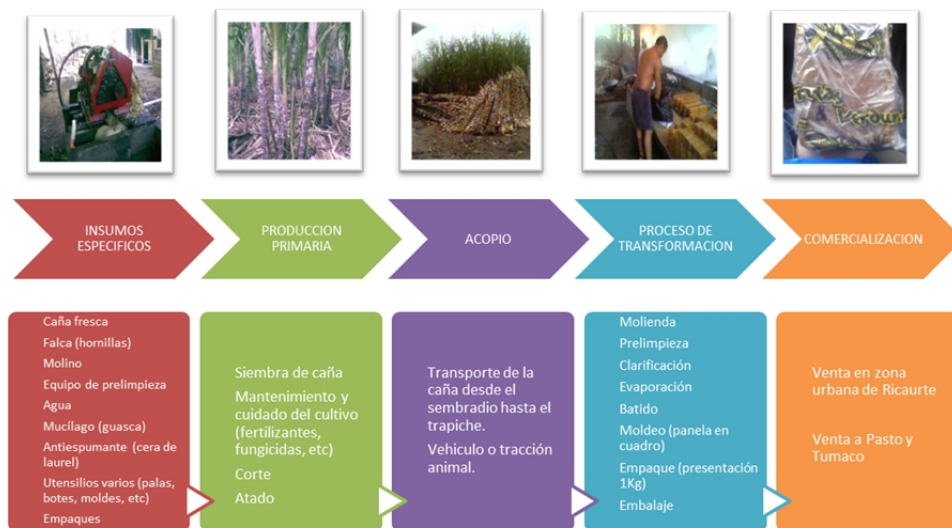 INSUMOS
ESPECIFICOS
PRODUCCION
PRIMARIA
ACOPIO
PROCESO DE
TRANSFORMACION
COMERCIALIZACION
Caña fresca
Falca (hornillas)
Molino
Equipo de prelimpieza
Agua
Mucílago (guasca)
Antiespumante (cera de
laurel)
Utensilios varios (palas,
botes, moldes, etc)
Empaques
Siembra de caña
Mantenimiento y
cuidado del cultivo
(fertilizantes,
fungicidas, etc)
Corte
Atado
Transporte de la
caña desde el
sembradio hasta el
trapiche.
Vehiculo o tracción
animal.
Molienda
Prelimpieza
Clarificación
Evaporación
Batido
Moldeo (panela en
cuadro)
Empaque (presentación
1Kg)
Embalaje
Venta en zona
urbana de Ricaurte
Venta a Pasto y
Tumaco